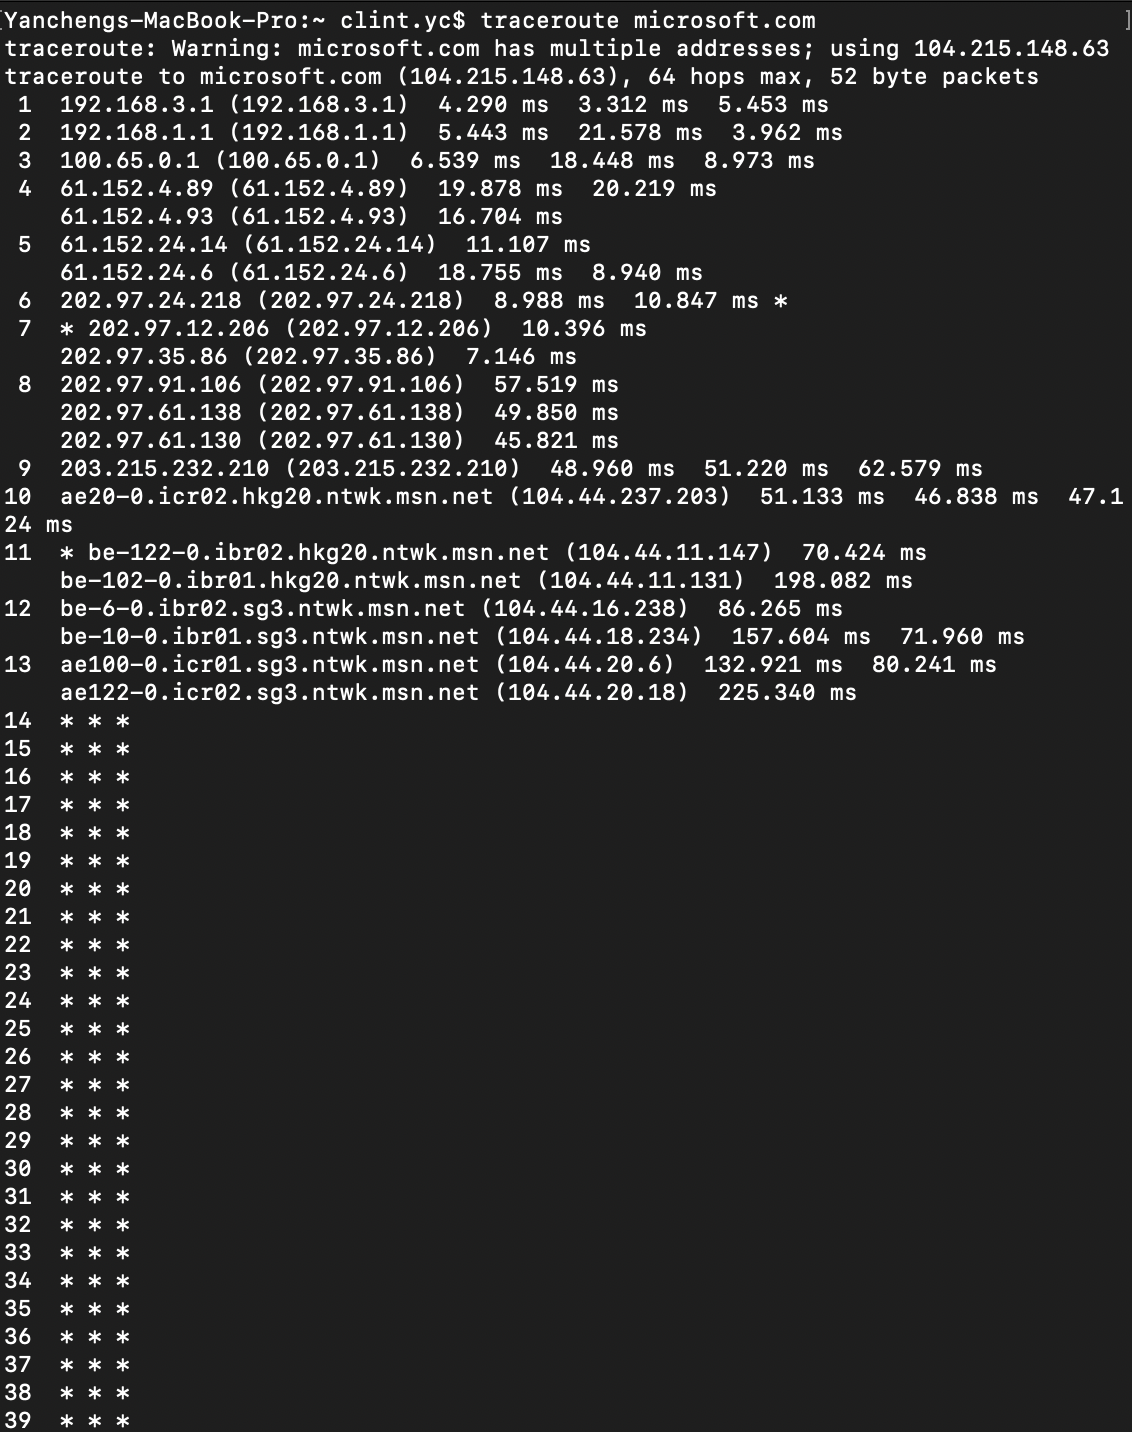 [Yanchengs-MacBook-Pro:~ clint.yc$ traceroute microsoft.com ]
traceroute: Warning: microsoft.com has multiple addresses; using 104.215.148.63
traceroute to microsoft.com (104.215.148.63), 64 hops max, 52 byte packets
 1  192.168.3.1 (192.168.3.1)  4.290 ms  3.312 ms  5.453 ms
 2  192.168.1.1 (192.168.1.1)  5.443 ms  21.578 ms  3.962 ms
 3  100.65.0.1 (100.65.0.1)  6.539 ms  18.448 ms  8.973 ms
 4  61.152.4.89 (61.152.4.89)  19.878 ms  20.219 ms
    61.152.4.93 (61.152.4.93)  16.704 ms
 5  61.152.24.14 (61.152.24.14)  11.107 ms
    61.152.24.6 (61.152.24.6)  18.755 ms  8.940 ms
 6  202.97.24.218 (202.97.24.218)  8.988 ms  10.847 ms *
 7  * 202.97.12.206 (202.97.12.206)  10.396 ms
    202.97.35.86 (202.97.35.86)  7.146 ms
 8  202.97.91.106 (202.97.91.106)  57.519 ms
    202.97.61.138 (202.97.61.138)  49.850 ms
    202.97.61.130 (202.97.61.130)  45.821 ms
 9  203.215.232.210 (203.215.232.210)  48.960 ms  51.220 ms  62.579 ms
10  ae20-0.icr02.hkg20.ntwk.msn.net (104.44.237.203)  51.133 ms  46.838 ms  47.1
24 ms
11  * be-122-0.ibr02.hkg20.ntwk.msn.net (104.44.11.147)  70.424 ms
    be-102-0.ibr01.hkg20.ntwk.msn.net (104.44.11.131)  198.082 ms
12  be-6-0.ibr02.sg3.ntwk.msn.net (104.44.16.238)  86.265 ms
    be-10-0.ibr01.sg3.ntwk.msn.net (104.44.18.234)  157.604 ms  71.960 ms
13  ae100-0.icr01.sg3.ntwk.msn.net (104.44.20.6)  132.921 ms  80.241 ms
    ae122-0.icr02.sg3.ntwk.msn.net (104.44.20.18)  225.340 ms
14  * * *
15  * * *
16  * * *
17  * * *
18  * * *
19  * * *
20  * * *
21  * * *
22  * * *
23  * * *
24  * * *
25  * * *
26  * * *
27  * * *
28  * * *
29  * * *
30  * * *
31  * * *
32  * * *
33  * * *
34  * * *
35  * * *
36  * * *
37  * * *
38  * * *
39  * * *